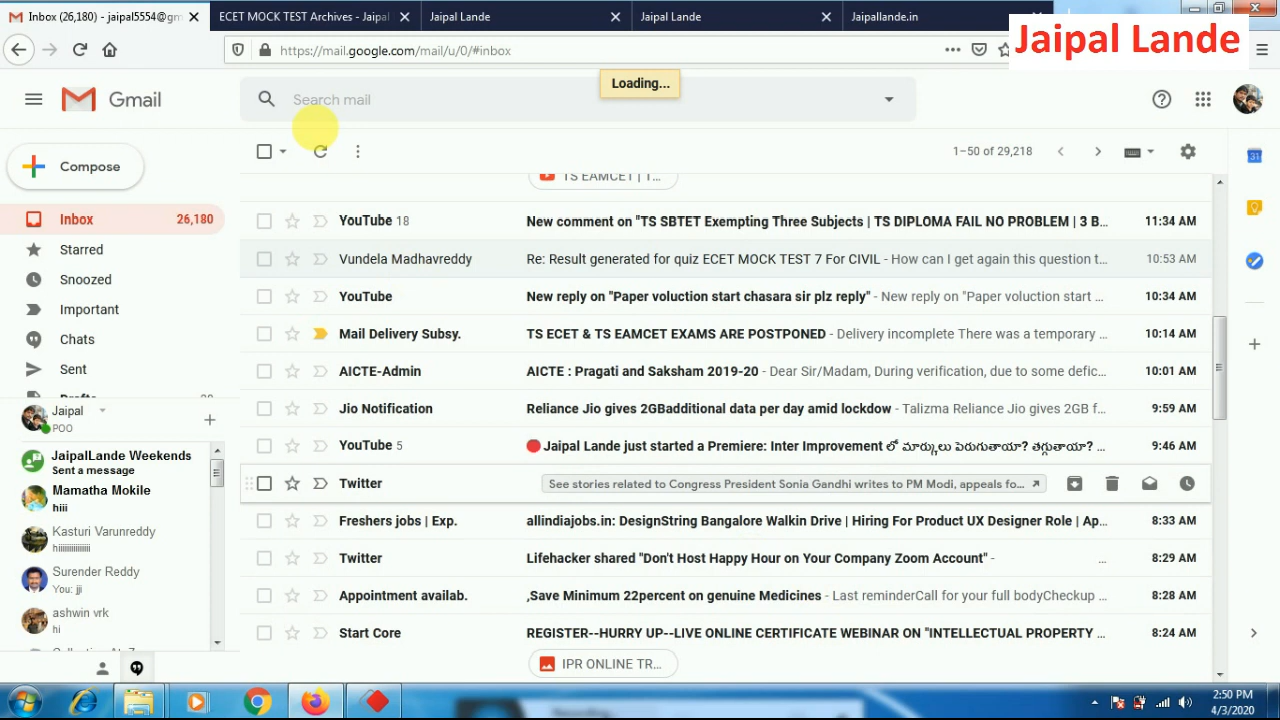 Inbox (26,180) - jaipal5554@gm
ECET MOCK TEST Archives - Jaipal
Jaipal Lande
Jaipal Lande
Jaipallande.in
https://mail.google.com/mail/u/0/#inbox
Jaipal Lande
Loading...
Gmail
Search mail
Compose
1–50 of 29,218
TS EAMCET | T...
Inbox 26,180
YouTube 18 New comment on "TS SBTET Exempting Three Subjects | TS DIPLOMA FAIL NO PROBLEM | 3 B... 11:34 AM
Starred
Vundela Madhavreddy Re: Result generated for quiz ECET MOCK TEST 7 For CIVIL - How can I get again this question t... 10:53 AM
Snoozed
YouTube New reply on "Paper voluction start chasara sir plz reply" - New reply on "Paper voluction start ... 10:34 AM
Important
Mail Delivery Subsy. TS ECET & TS EAMCET EXAMS ARE POSTPONED - Delivery incomplete There was a temporary ... 10:14 AM
Chats
Sent
AICTE-Admin AICTE : Pragati and Saksham 2019-20 - Dear Sir/Madam, During verification, due to some defic... 10:01 AM
Jaipal
POO
Jio Notification Reliance Jio gives 2GBadditional data per day amid lockdown - Talizma Reliance Jio gives 2GB f... 9:59 AM
YouTube 5 Jaipal Lande just started a Premiere: Inter Improvement లో మార్కులు పెరుగుతాయా? తగ్గుతాయా? ... 9:46 AM
JaipalLande Weekends
Sent a message
Twitter See stories related to Congress President Sonia Gandhi writes to PM Modi, appeals fo...
Mamatha Mokile
hiii
Freshers jobs | Exp. allindiajobs.in: DesignString Bangalore Walkin Drive | Hiring For Product UX Designer Role | Ap... 8:33 AM
Kasturi Varunreddy
hiiiiiiiiiiiiiii
Twitter Lifehacker shared "Don't Host Happy Hour on Your Company Zoom Account" - ... 8:29 AM
Surender Reddy
You: jji
Appointment availab. ,Save Minimum 22percent on genuine Medicines - Last reminderCall for your full bodyCheckup ... 8:28 AM
ashwin vrk
hi
Start Core REGISTER--HURRY UP--LIVE ONLINE CERTIFICATE WEBINAR ON "INTELLECTUAL PROPERTY ... 8:24 AM
IPR ONLINE TR...
2:50 PM
4/3/2020